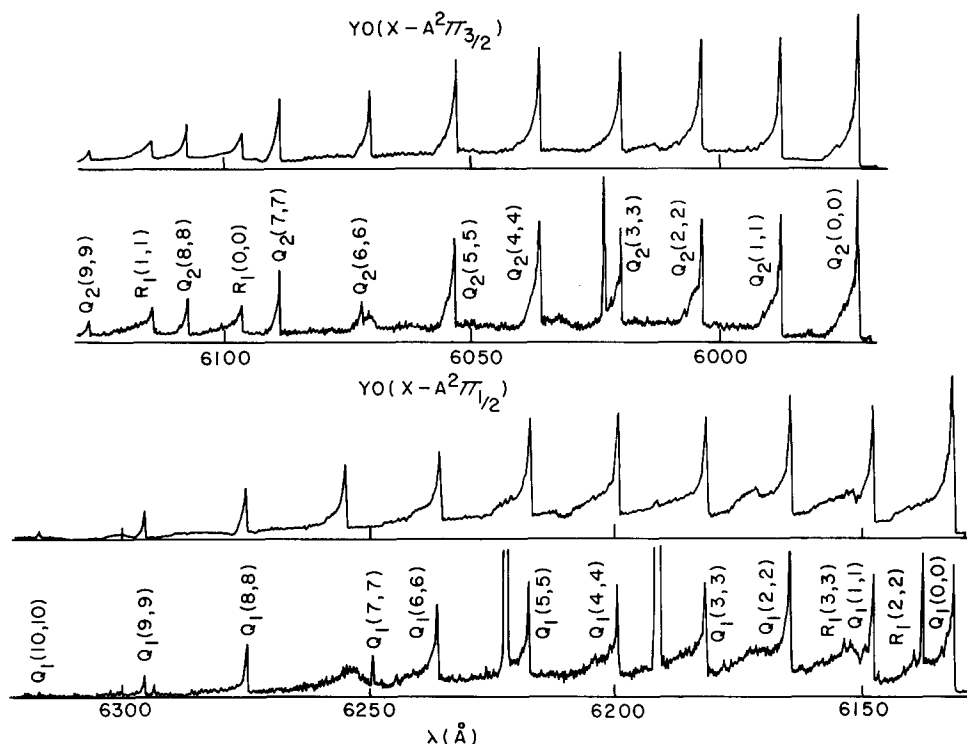 YO(X – A²Π₃/₂)
Q₂(9,9)
R₁(1,1)
Q₂(8,8)
R₁(0,0)
Q₂(7,7)
Q₂(6,6)
Q₂(5,5)
Q₂(4,4)
Q₂(3,3)
Q₂(2,2)
Q₂(1,1)
Q₂(0,0)
6100 6050 6000
YO(X – A²Π₁/₂)
Q₁(10,10)
Q₁(9,9)
Q₁(8,8)
Q₁(7,7)
Q₁(6,6)
Q₁(5,5)
Q₁(4,4)
Q₁(3,3)
Q₁(2,2)
R₁(3,3)
Q₁(1,1)
R₁(2,2)
Q₁(0,0)
6300 6250 6200 6150
λ(Å)